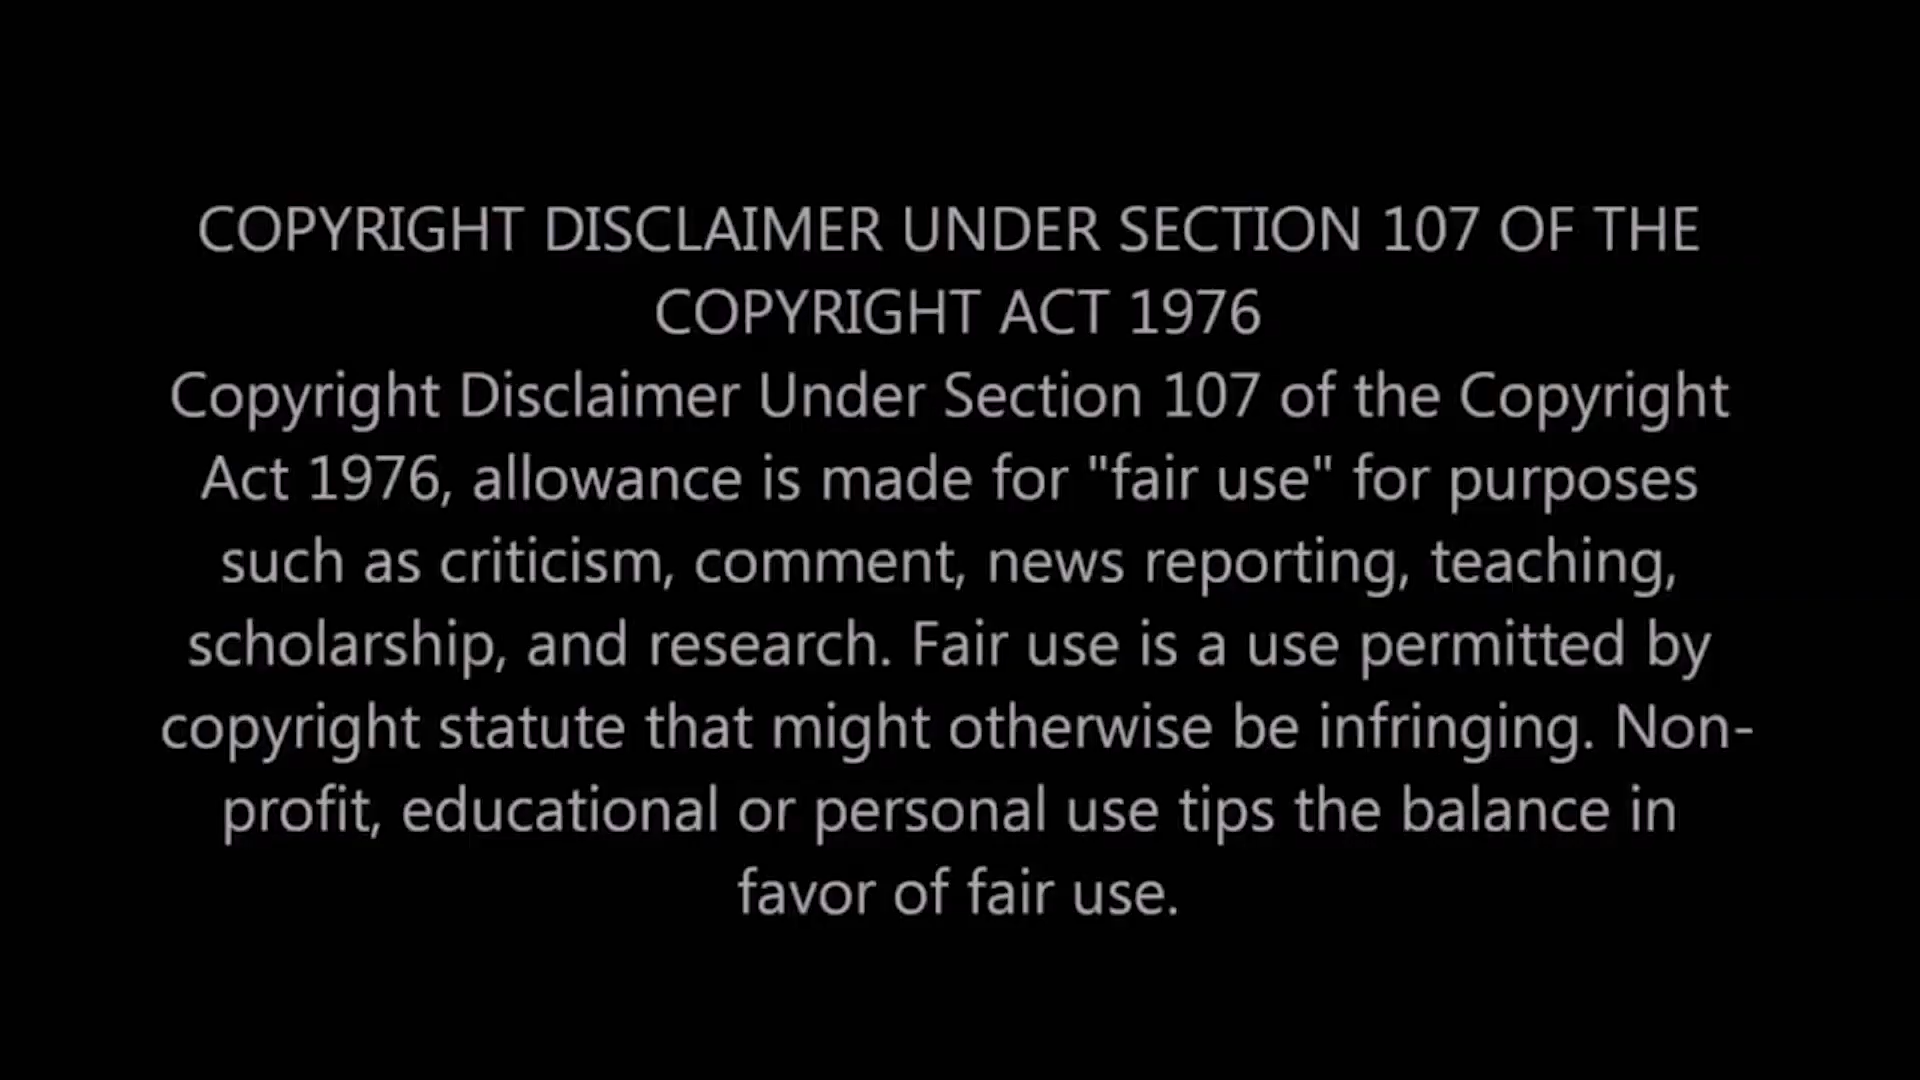 COPYRIGHT DISCLAIMER UNDER SECTION 107 OF THE
COPYRIGHT ACT 1976
Copyright Disclaimer Under Section 107 of the Copyright
Act 1976, allowance is made for "fair use" for purposes
such as criticism, comment, news reporting, teaching,
scholarship, and research. Fair use is a use permitted by
copyright statute that might otherwise be infringing. Non-
profit, educational or personal use tips the balance in
favor of fair use.